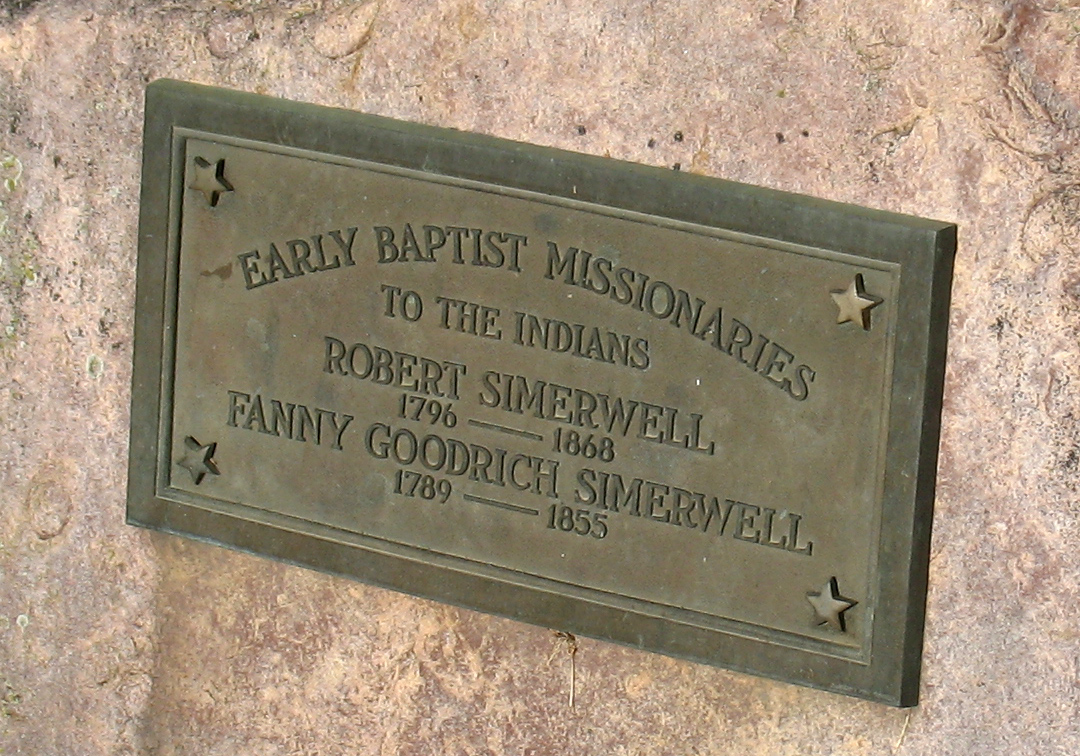 EARLY BAPTIST MISSIONARIES
TO THE INDIANS
ROBERT SIMERWELL
1796 — 1868
FANNY GOODRICH SIMERWELL
1789 — 1855